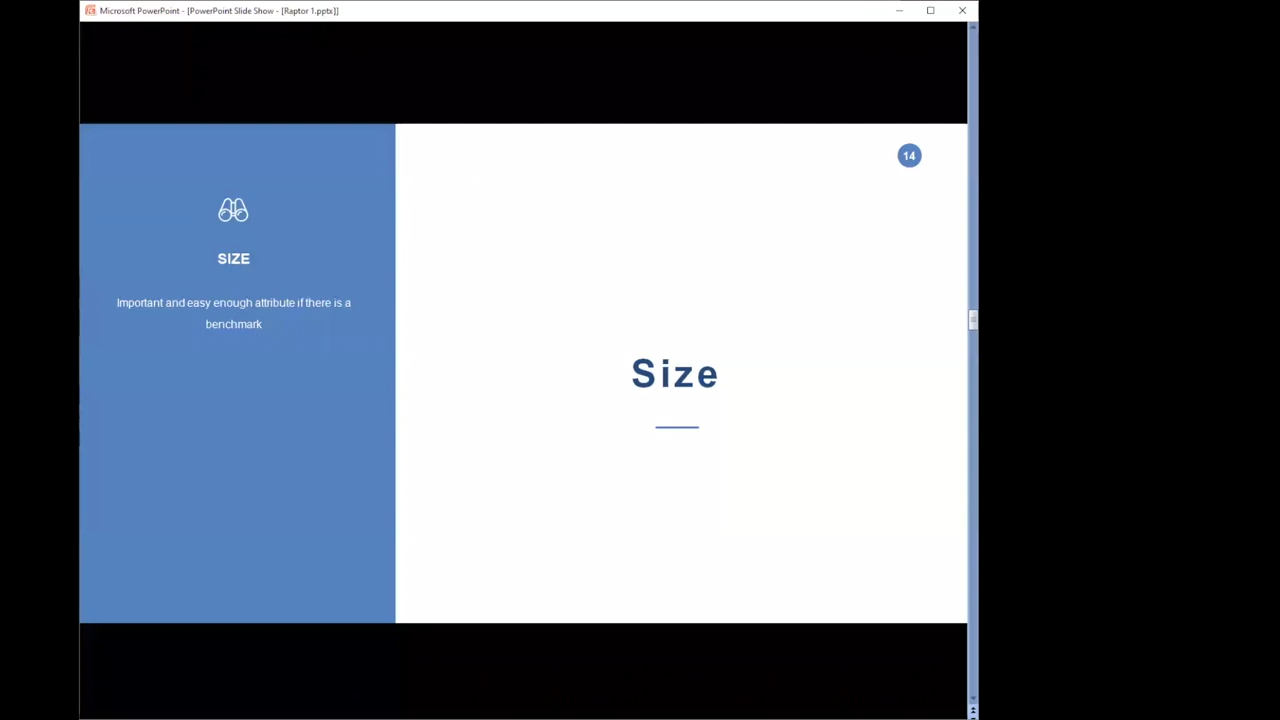 Microsoft PowerPoint - [PowerPoint Slide Show - [Raptor 1.pptx]]
14
SIZE
Important and easy enough attribute if there is a
benchmark
Size